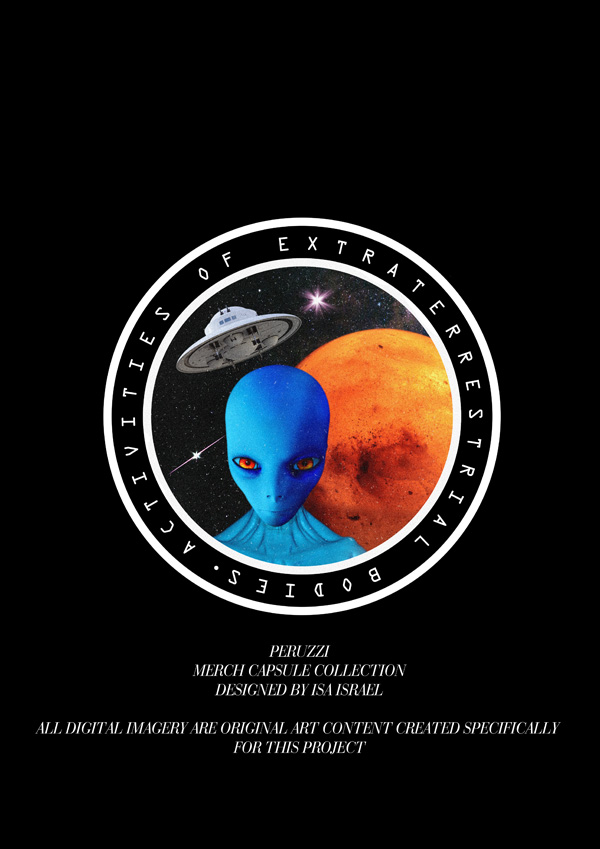 ACTIVITIES OF EXTRATERRESTRIAL BODIES •
PERUZZI
MERCH CAPSULE COLLECTION
DESIGNED BY ISA ISRAEL
ALL DIGITAL IMAGERY ARE ORIGINAL ART CONTENT CREATED SPECIFICALLY
FOR THIS PROJECT